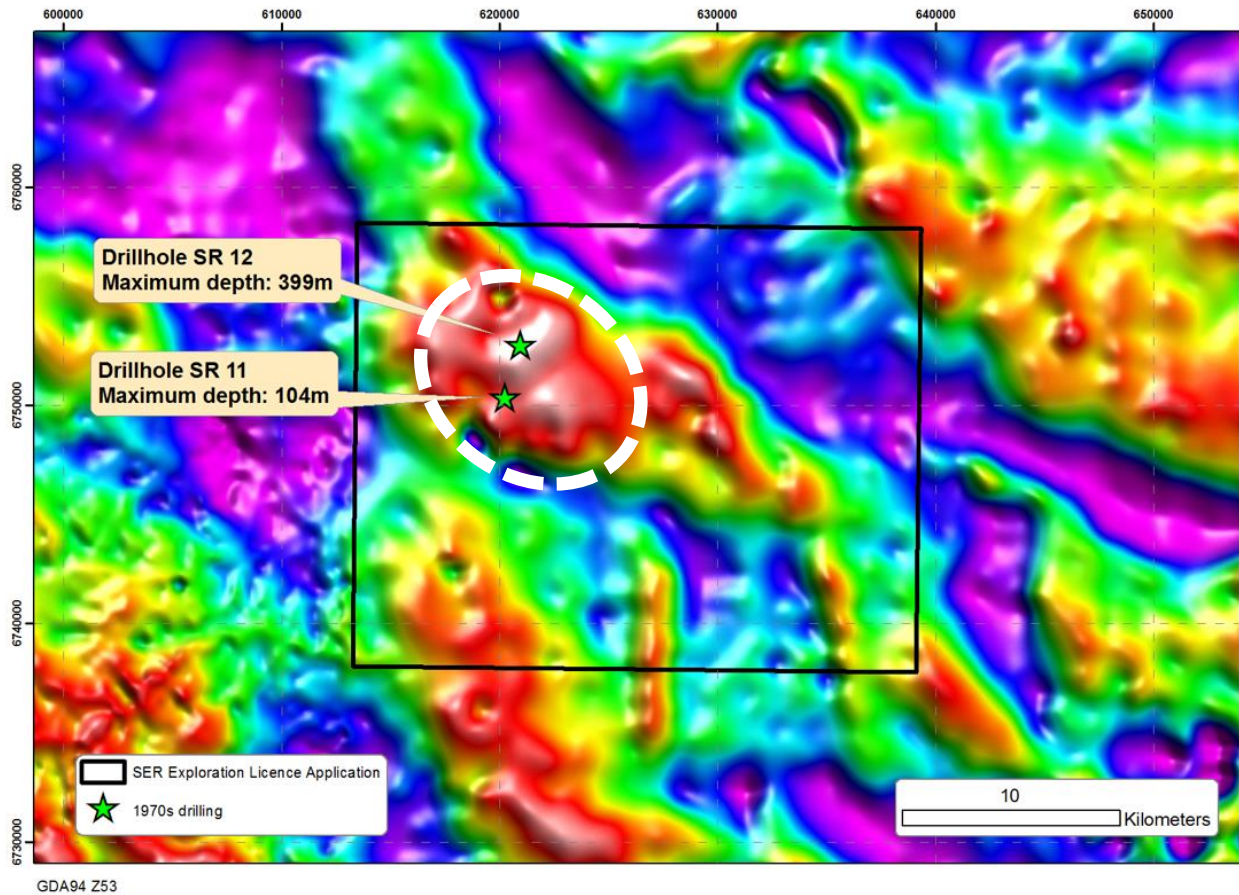 600000
610000
620000
630000
640000
650000
6760000
Drillhole SR 12
Maximum depth: 399m
Drillhole SR 11
Maximum depth: 104m
6750000
6740000
SER Exploration Licence Application
1970s drilling
10
Kilometers
6730000
GDA94 Z53